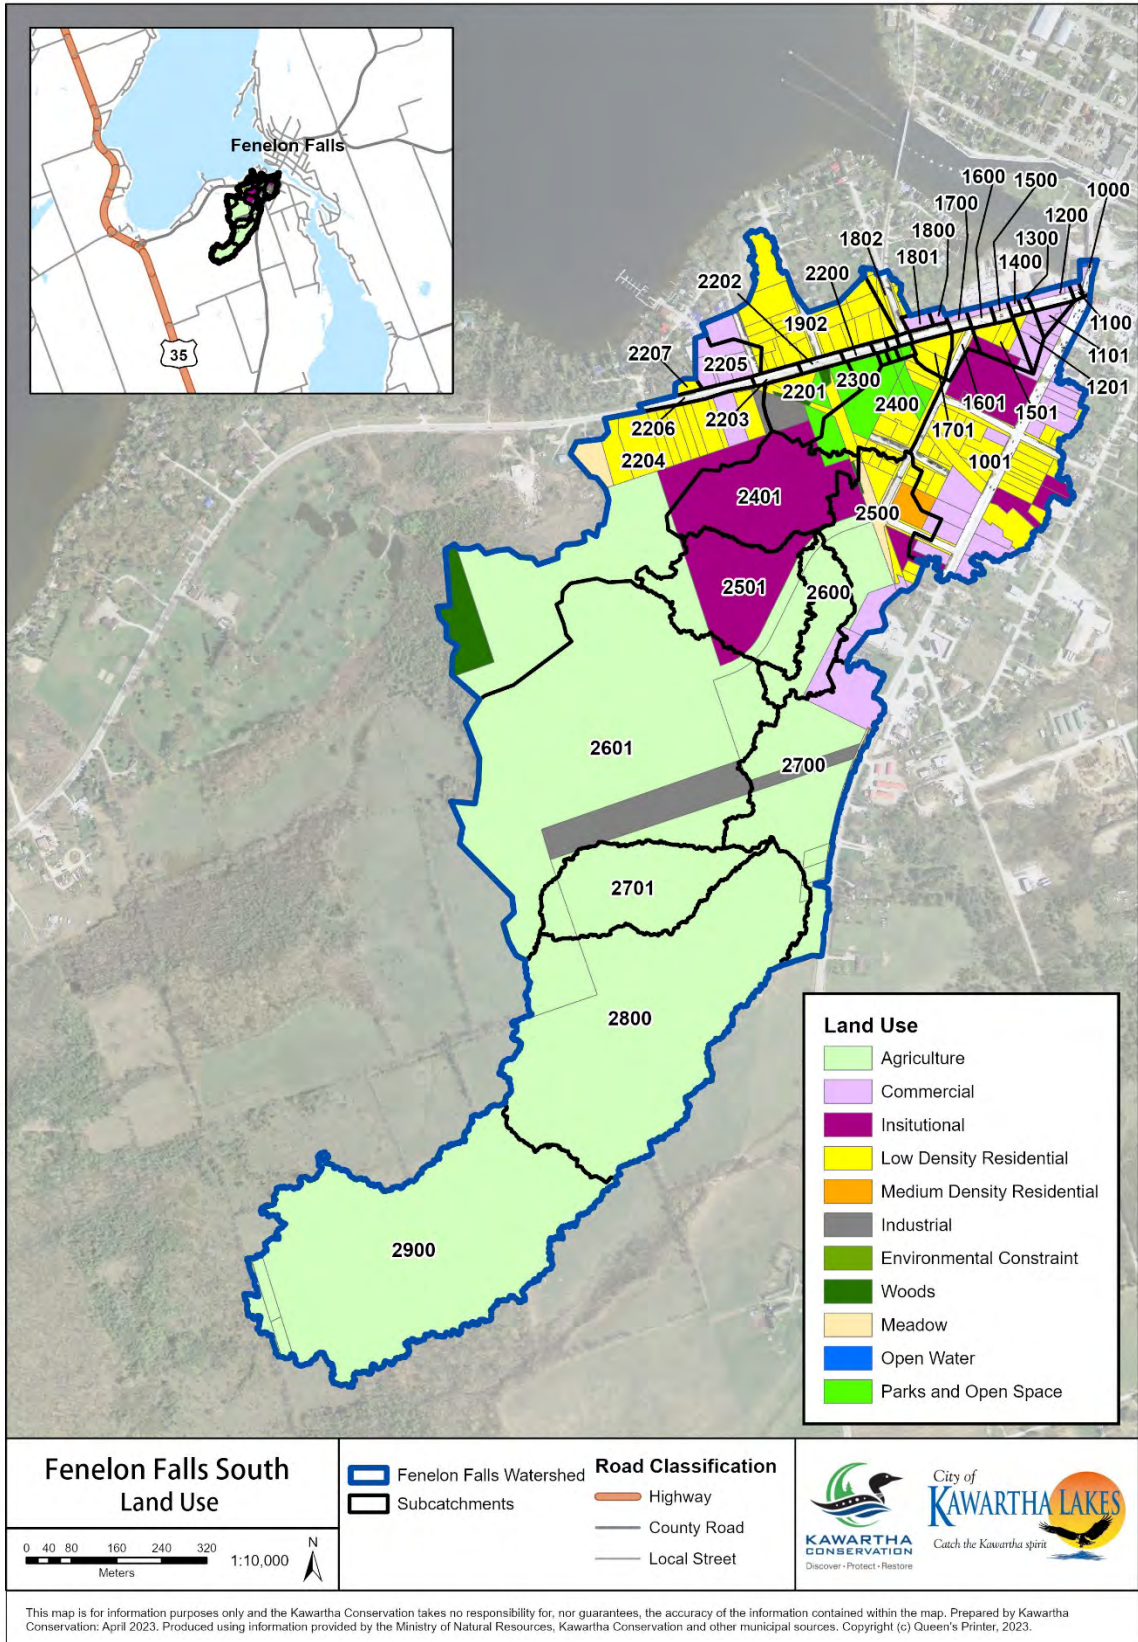 Fenelon Falls
35
1600
1500
1000
1700
1200
1800
1300
1802
1801
1400
2200
2202
1902
1100
2207
1101
2205
2300
1201
2201
2400
2203
1601
2206
1501
1701
2204
1001
2401
2500
2501
2600
2601
2700
2701
2800
2900
Land Use
Agriculture
Commercial
Insitutional
Low Density Residential
Medium Density Residential
Industrial
Environmental Constraint
Woods
Meadow
Open Water
Parks and Open Space
Fenelon Falls South
Land Use
0 40 80 160 240 320
Meters
1:10,000
N
Fenelon Falls Watershed
Subcatchments
Road Classification
Highway
County Road
Local Street
KAWARTHA
CONSERVATION
Discover • Protect • Restore
City of
KAWARTHA LAKES
Catch the Kawartha spirit
This map is for information purposes only and the Kawartha Conservation takes no responsibility for, nor guarantees, the accuracy of the information contained within the map. Prepared by Kawartha
Conservation: April 2023. Produced using information provided by the Ministry of Natural Resources, Kawartha Conservation and other municipal sources. Copyright (c) Queen's Printer, 2023.